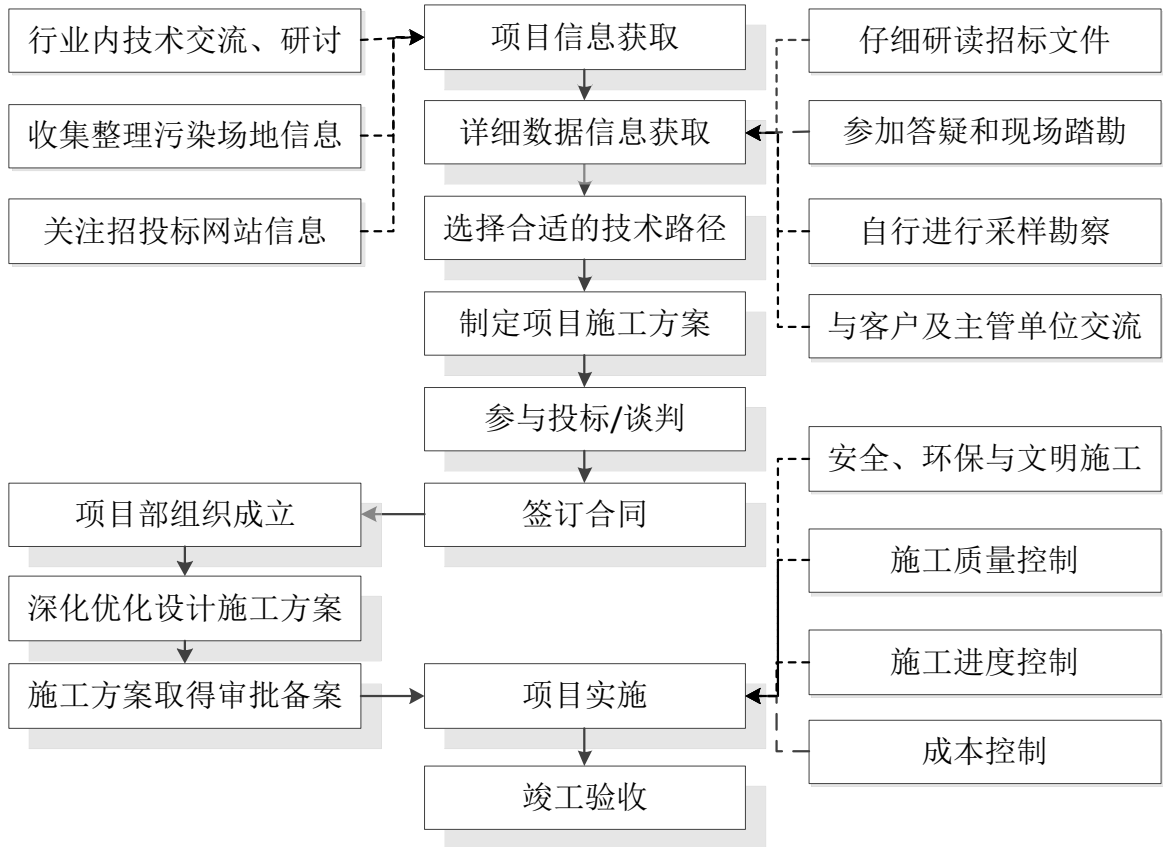 行业内技术交流、研讨
项目信息获取
仔细研读招标文件
收集整理污染场地信息
详细数据信息获取
参加答疑和现场踏勘
关注招投标网站信息
选择合适的技术路径
自行进行采样勘察
制定项目施工方案
与客户及主管单位交流
参与投标/谈判
安全、环保与文明施工
项目部组织成立
签订合同
施工质量控制
深化优化设计施工方案
施工进度控制
施工方案取得审批备案
项目实施
成本控制
竣工验收